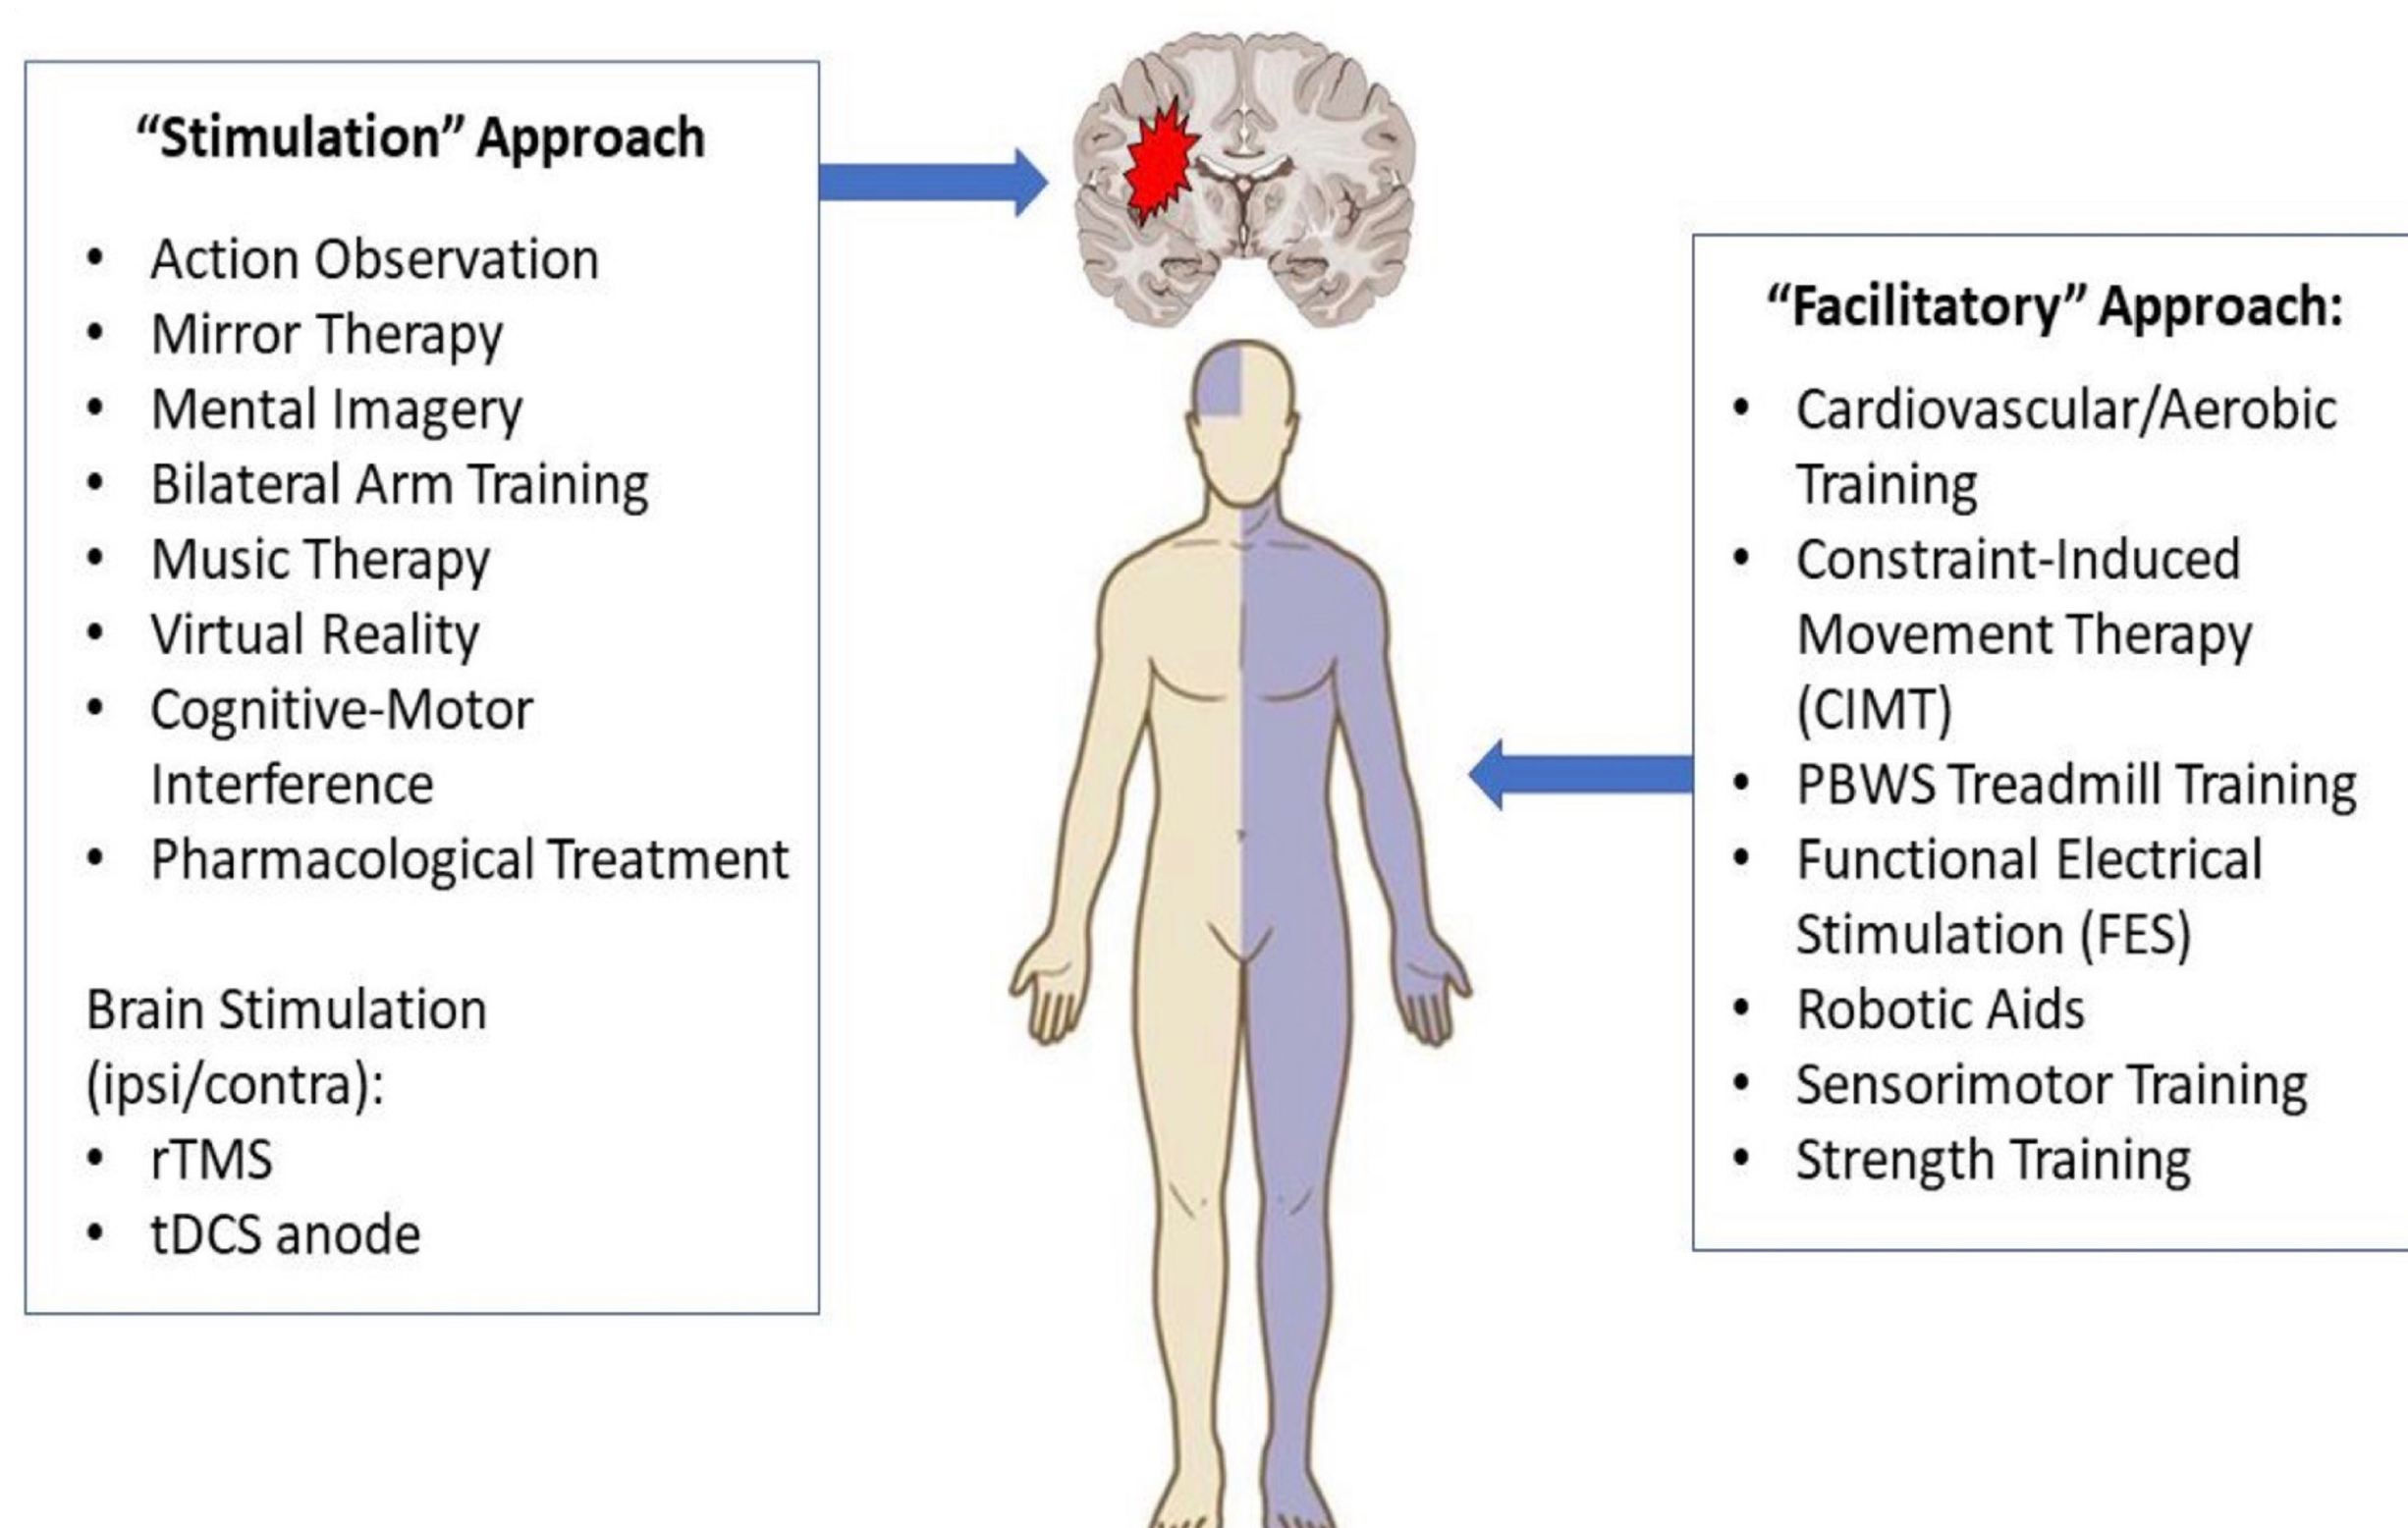 “Stimulation” Approach
• Action Observation
• Mirror Therapy
• Mental Imagery
• Bilateral Arm Training
• Music Therapy
• Virtual Reality
• Cognitive-Motor
Interference
• Pharmacological Treatment
Brain Stimulation
(ipsi/contra):
• rTMS
• tDCS anode
“Facilitatory” Approach:
• Cardiovascular/Aerobic
Training
• Constraint-Induced
Movement Therapy
(CIMT)
• PBWS Treadmill Training
• Functional Electrical
Stimulation (FES)
• Robotic Aids
• Sensorimotor Training
• Strength Training